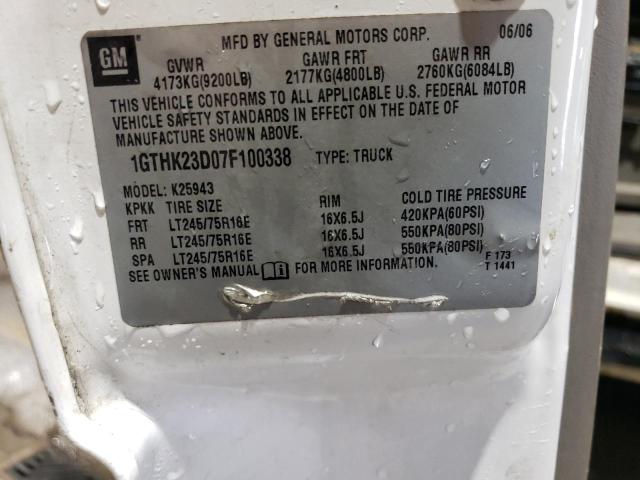 GM
MFD BY GENERAL MOTORS CORP. 06/06
GVWR GAWR FRT GAWR RR
4173KG(9200LB) 2177KG(4800LB) 2760KG(6084LB)
THIS VEHICLE CONFORMS TO ALL APPLICABLE U.S. FEDERAL MOTOR
VEHICLE SAFETY STANDARDS IN EFFECT ON THE DATE OF
MANUFACTURE SHOWN ABOVE.
1GTHK23D07F100338 TYPE: TRUCK
MODEL: K25943
KPKK TIRE SIZE RIM COLD TIRE PRESSURE
FRT LT245/75R16E 16X6.5J 420KPA(60PSI)
RR LT245/75R16E 16X6.5J 550KPA(80PSI)
SPA LT245/75R16E 16X6.5J 550KPA(80PSI)
SEE OWNER'S MANUAL FOR MORE INFORMATION. F 173
T 1441